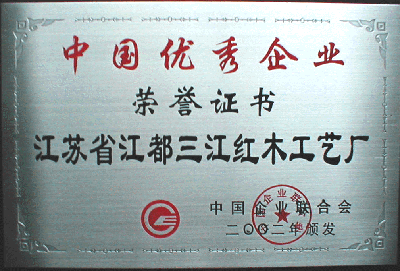 中国优秀企业
荣誉证书
江苏省江都三江红木工艺厂
中国企业联合会
二〇〇二年颁发